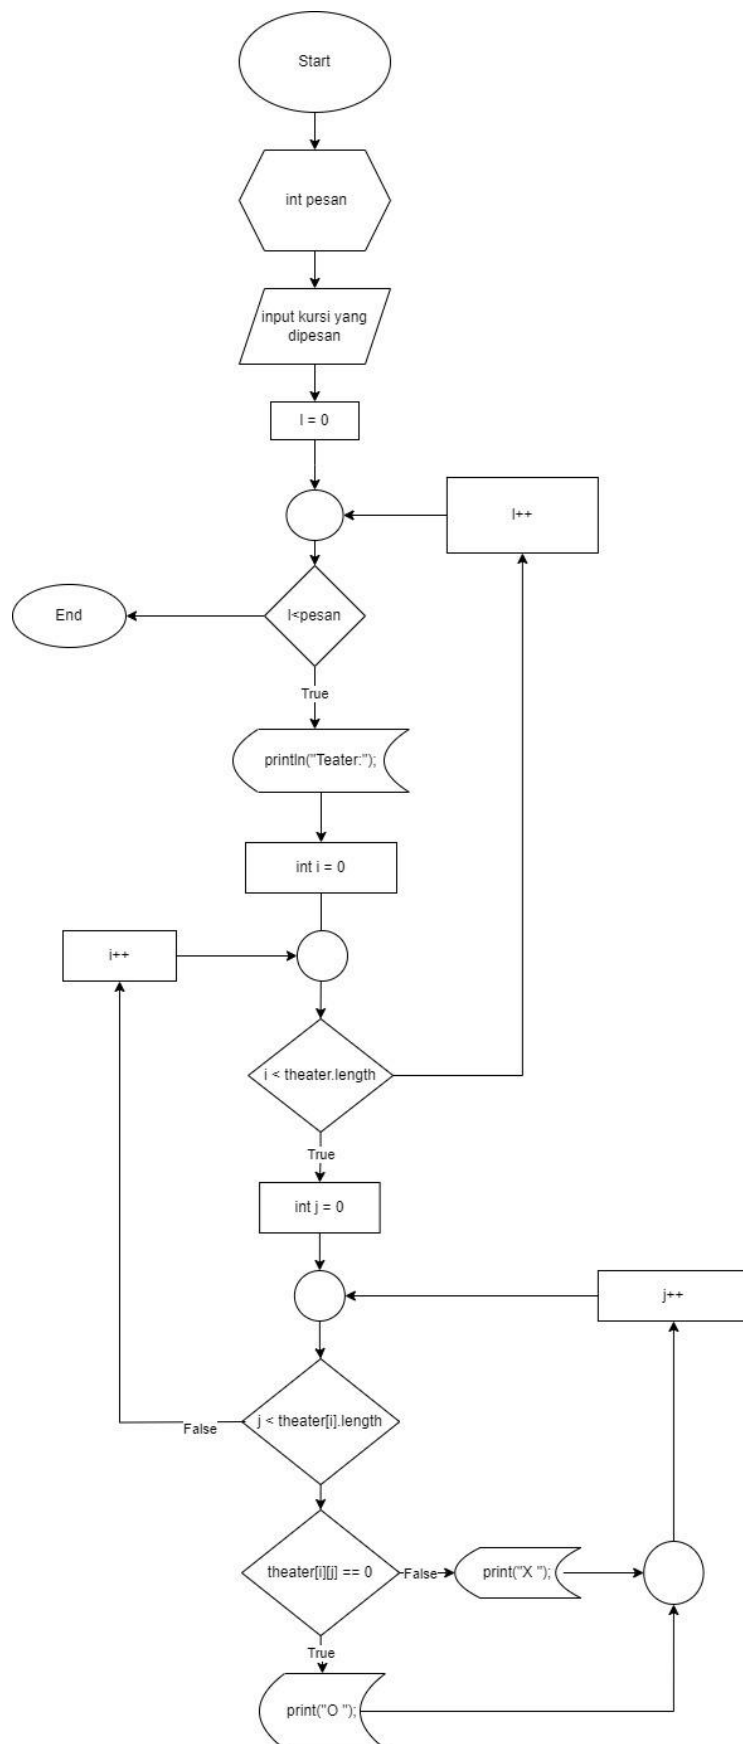 Start
int pesan
input kursi yang
dipesan
I = 0
I++
End
I<pesan
True
println("Teater:");
int i = 0
i++
i < theater.length
True
int j = 0
j++
j < theater[i].length
False
theater[i][j] == 0
False
print("X ");
True
print("O ");